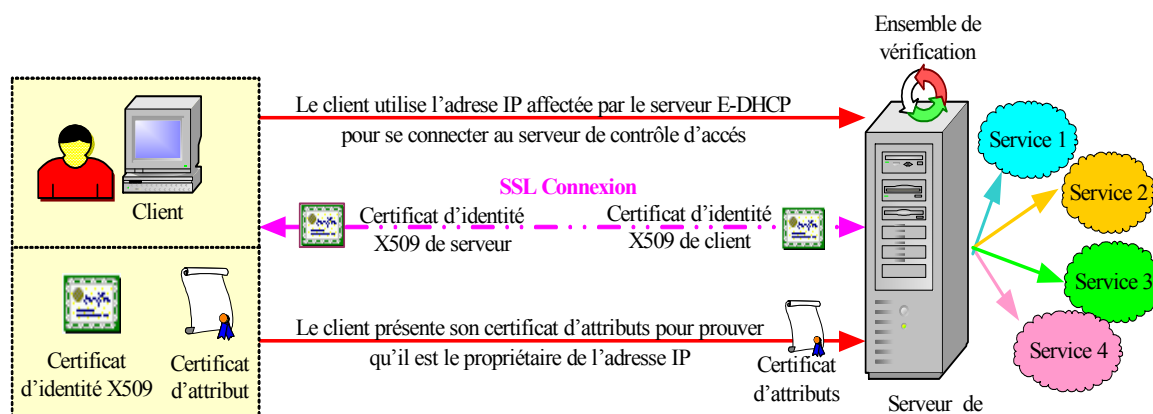 Ensemble de
vérification
Le client utilise l'adrese IP affectée par le serveur E-DHCP
pour se connecter au serveur de contrôle d'accés
Service 1
Service 2
Service 3
Service 4
Client
SSL Connexion
Certificat d'identité
X509 de serveur
Certificat d'identité
X509 de client
Le client présente son certificat d'attributs pour prouver
qu'il est le propriétaire de l'adresse IP
Certificat
d'identité X509
Certificat
d'attribut
Certificat
d'attributs
Serveur de